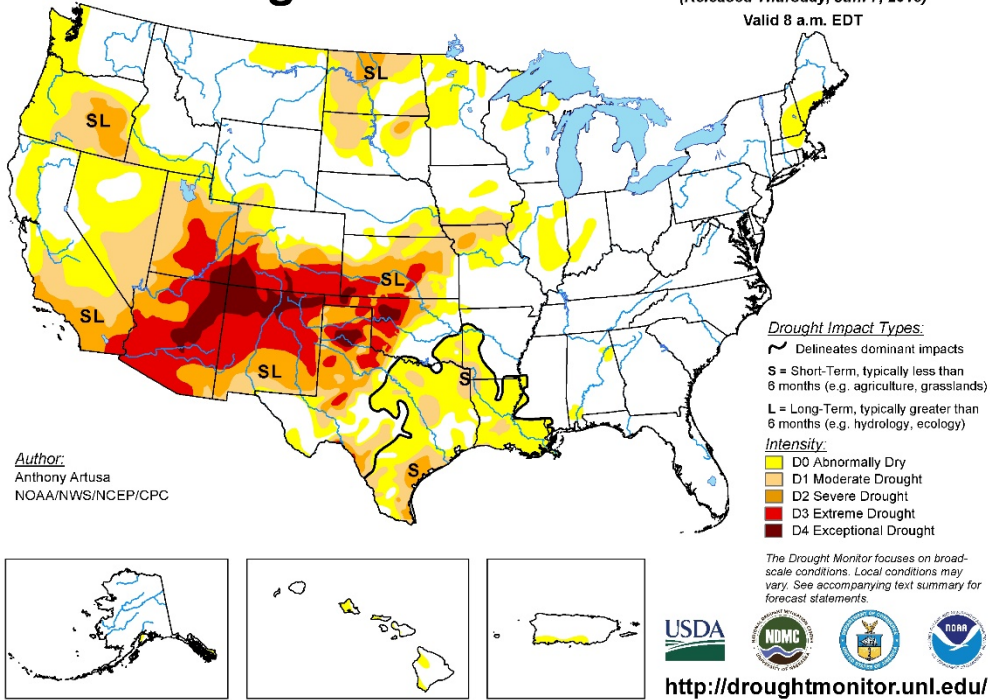 Valid 8 a.m. EDT
SL
SL
SL
SL
SL
S
S
Drought Impact Types:
Delineates dominant impacts
S = Short-Term, typically less than
6 months (e.g. agriculture, grasslands)
L = Long-Term, typically greater than
6 months (e.g. hydrology, ecology)
Intensity:
D0 Abnormally Dry
D1 Moderate Drought
D2 Severe Drought
D3 Extreme Drought
D4 Exceptional Drought
Author:
Anthony Artusa
NOAA/NWS/NCEP/CPC
The Drought Monitor focuses on broad-
scale conditions. Local conditions may
vary. See accompanying text summary for
forecast statements.
USDA
NDMC
NOAA
http://droughtmonitor.unl.edu/